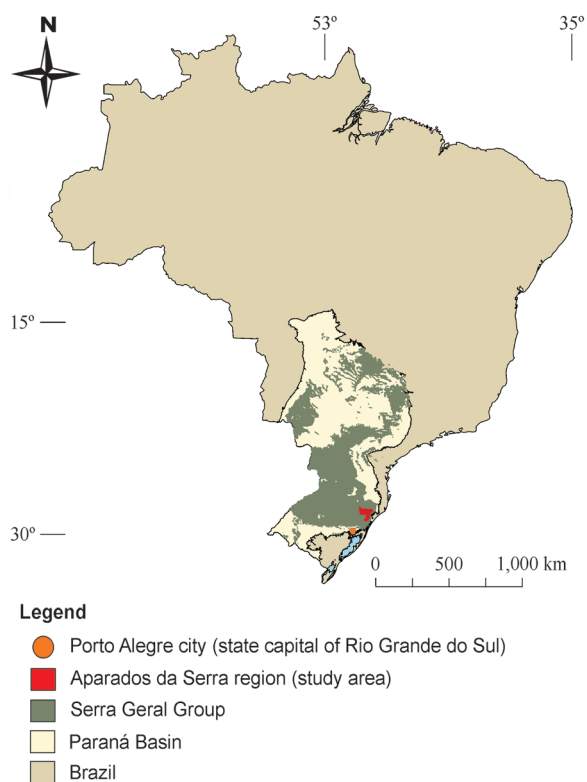 N
53º
35º
15º
30º
0 500 1,000 km
Legend
Porto Alegre city (state capital of Rio Grande do Sul)
Aparados da Serra region (study area)
Serra Geral Group
Paraná Basin
Brazil